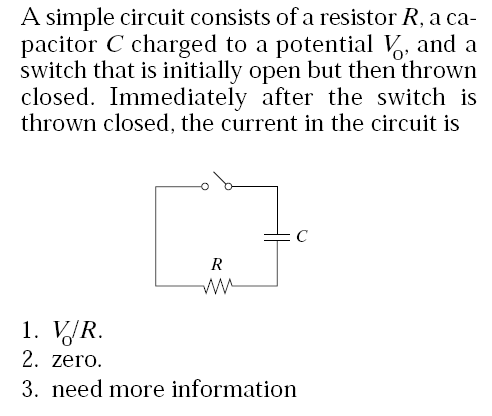 A simple circuit consists of a resistor R, a ca-
pacitor C charged to a potential Vo, and a
switch that is initially open but then thrown
closed. Immediately after the switch is
thrown closed, the current in the circuit is
C
R
1. Vo/R.
2. zero.
3. need more information